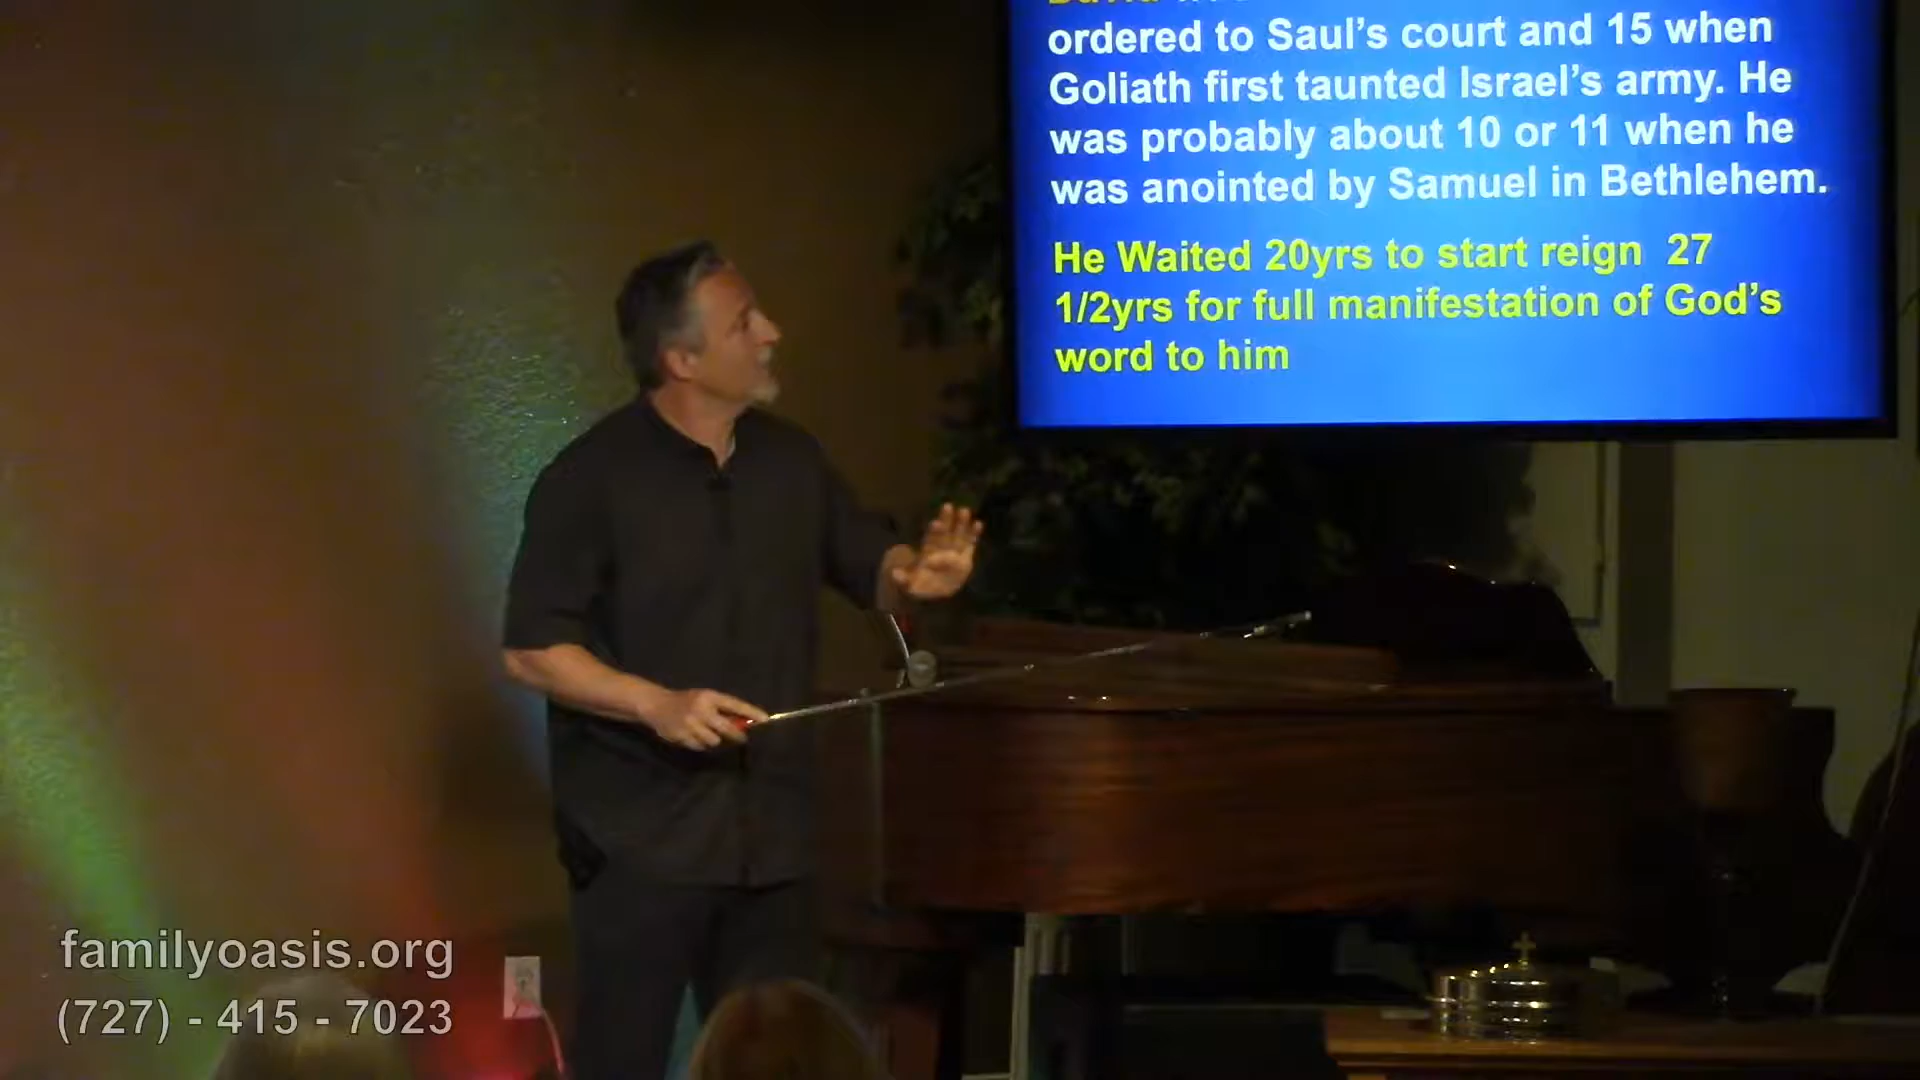 David
ordered to Saul's court and 15 when
Goliath first taunted Israel's army. He
was probably about 10 or 11 when he
was anointed by Samuel in Bethlehem.
He Waited 20yrs to start reign 27
1/2yrs for full manifestation of God's
word to him
familyoasis.org
(727) - 415 - 7023